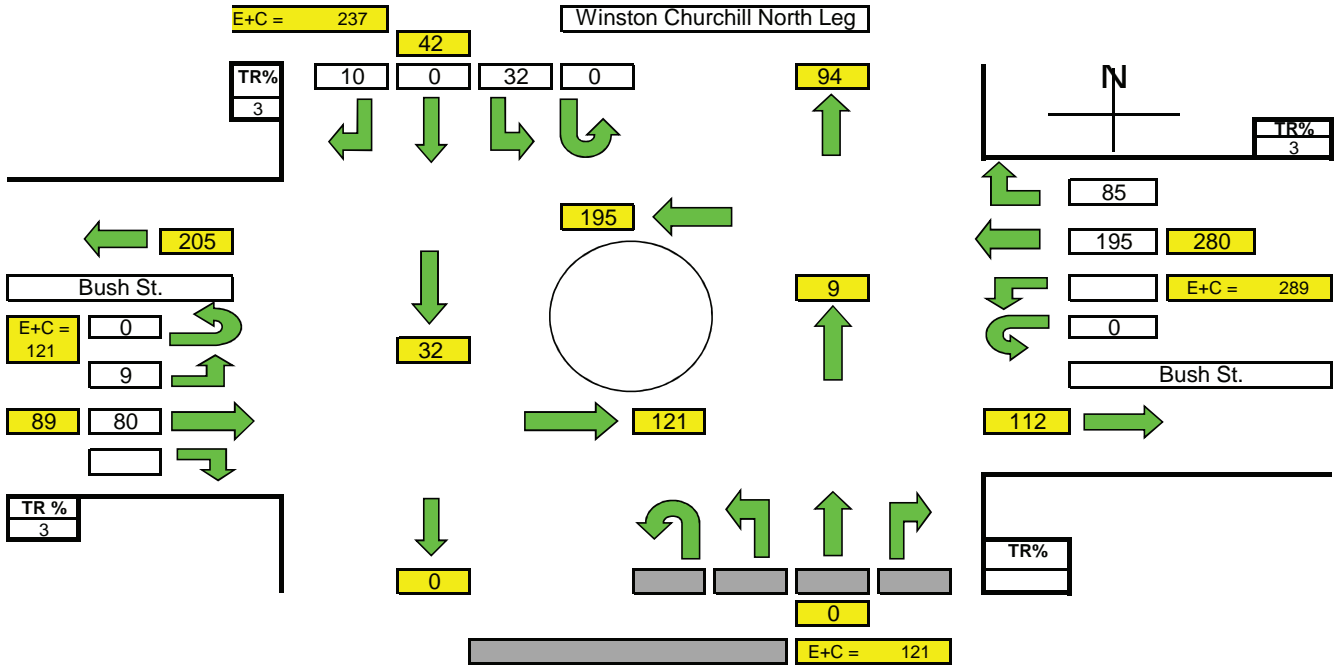 E+C = 237
Winston Churchill North Leg
42
TR%
3
10 0 32 0
94
N
TR%
3
85
195
205
195 280
Bush St.
9
E+C = 289
E+C =
121
0
0
32
9
Bush St.
89 80
121
112
TR %
3
TR%
0
0
E+C = 121